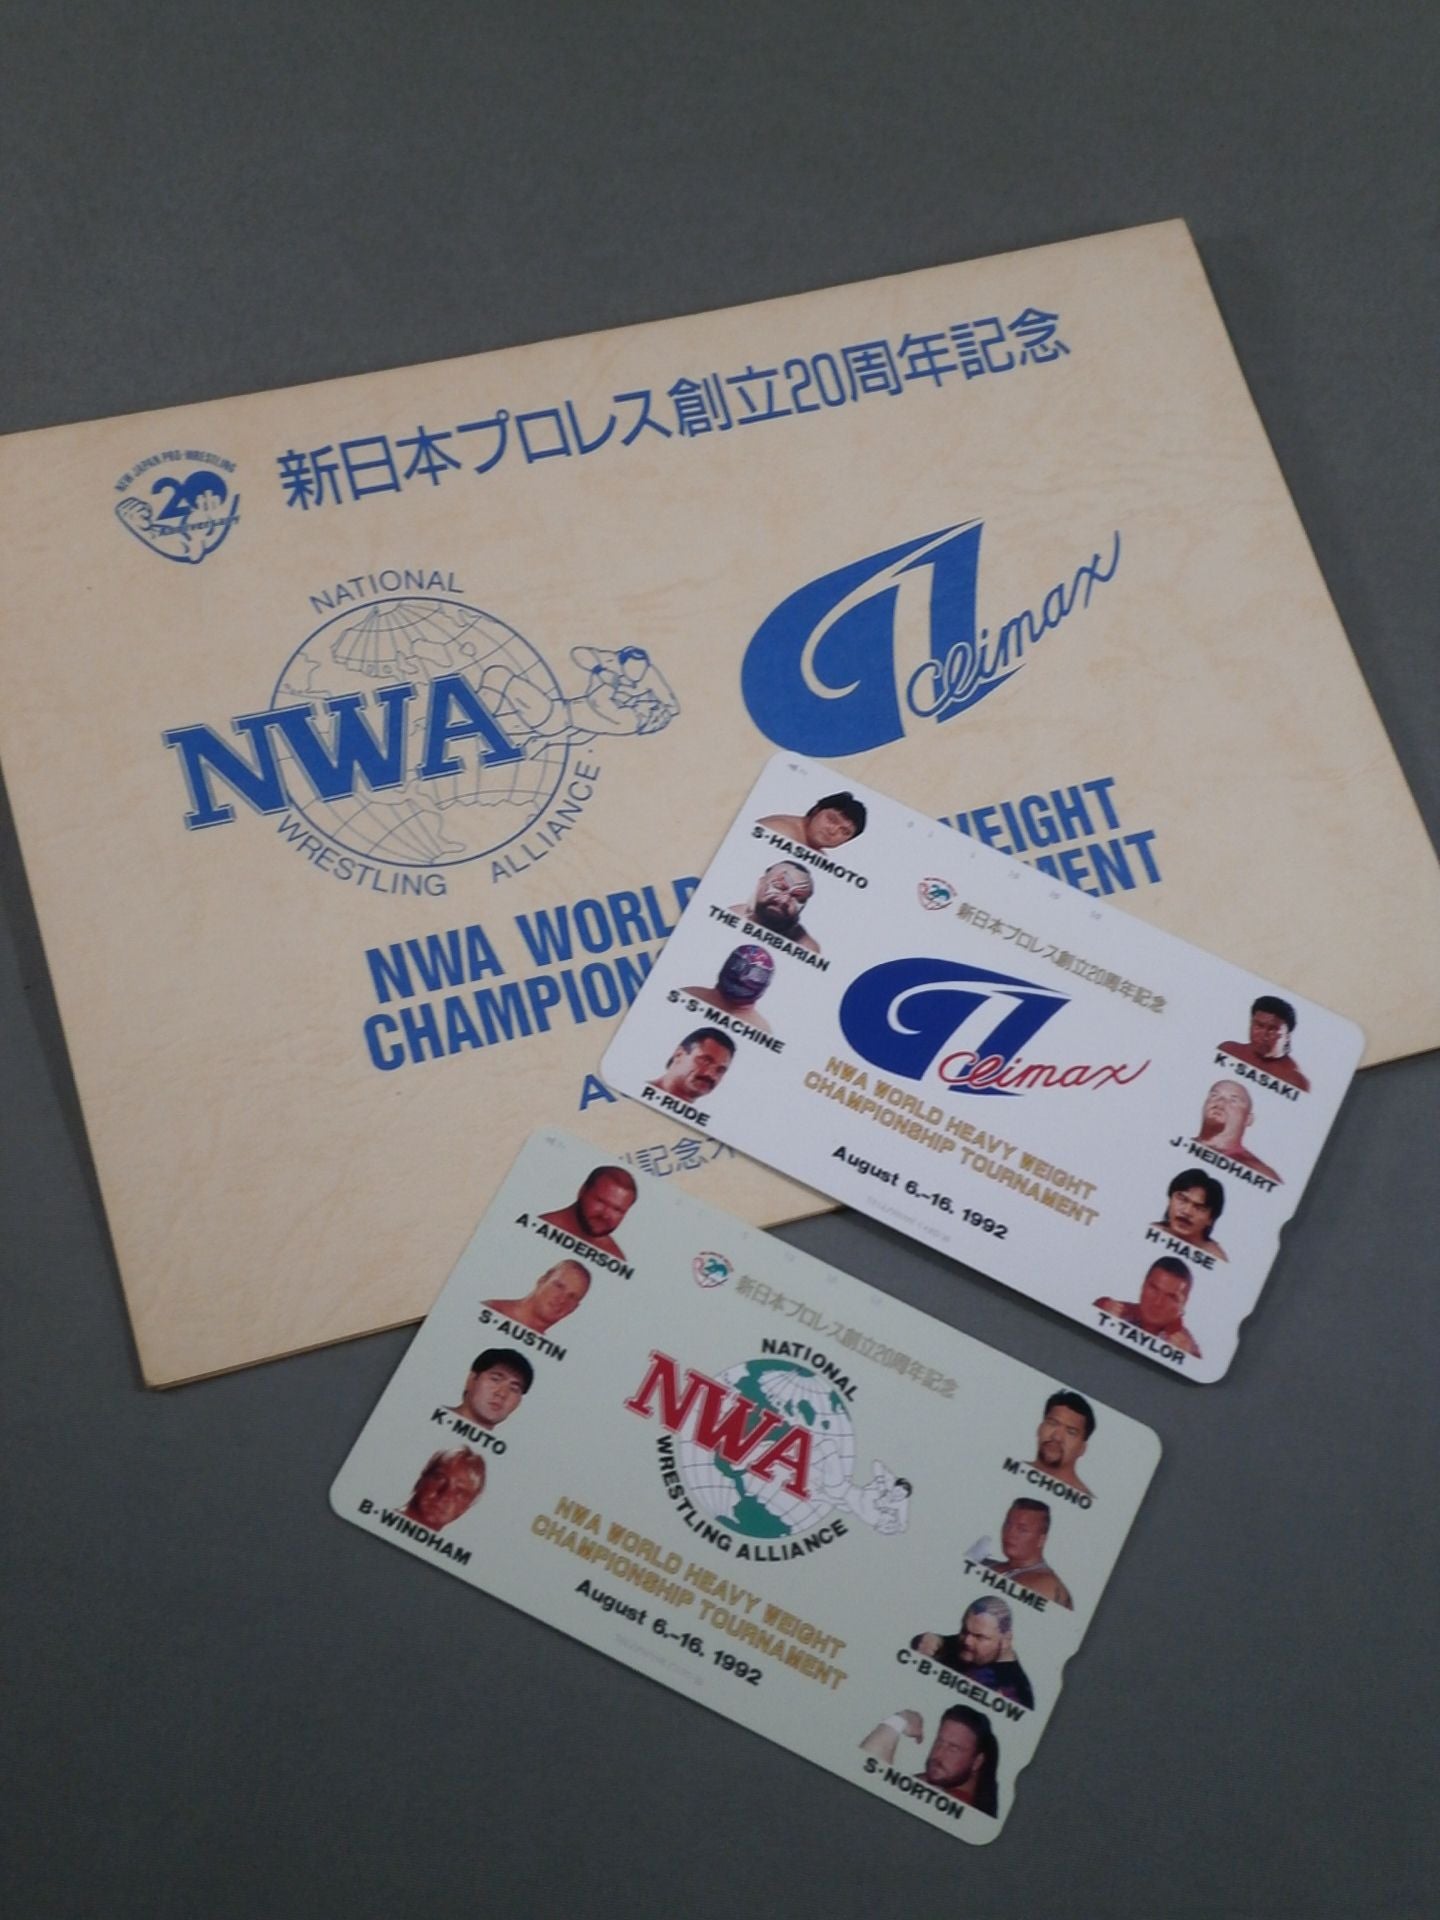 新日本プロレス創立20周年記念
NEW JAPAN PRO-WRESTLING
20th
Anniversary
NATIONAL
NWA
WRESTLING ALLIANCE
G1
Climax
NWA WORLD WEIGHT
CHAMPION MENT
A
記念
S・HASHIMOTO
THE BARBARIAN
S・S・MACHINE
R・RUDE
新日本プロレス創立20周年記念
G1
Climax
NWA WORLD HEAVY WEIGHT
CHAMPIONSHIP TOURNAMENT
August 6.-16, 1992
K・SASAKI
J・NEIDHART
H・HASE
T・TAYLOR
A・ANDERSON
S・AUSTIN
K・MUTO
B・WINDHAM
新日本プロレス創立20周年記念
NATIONAL
NWA
WRESTLING ALLIANCE
NWA WORLD HEAVY WEIGHT
CHAMPIONSHIP TOURNAMENT
August 6.-16, 1992
M・CHONO
T・HALME
C・B・BIGELOW
S・NORTON